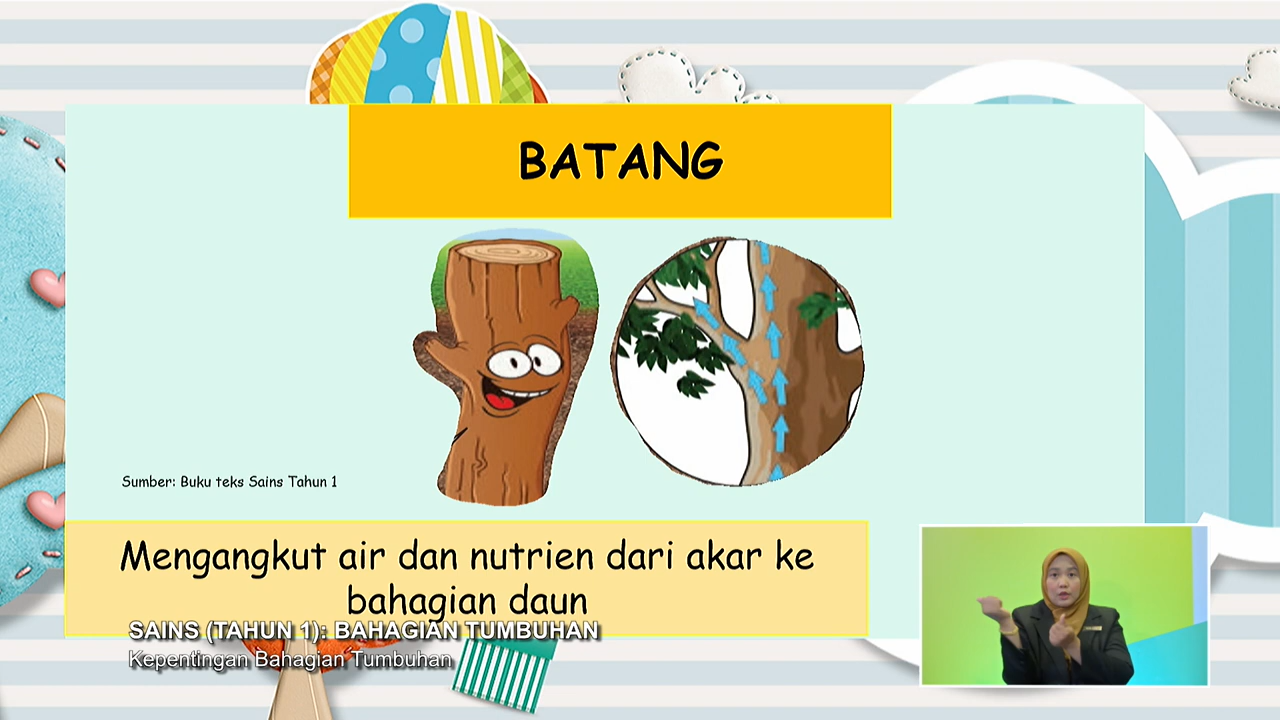 BATANG
Sumber: Buku teks Sains Tahun 1
Mengangkut air dan nutrien dari akar ke
bahagian daun
SAINS (TAHUN 1): BAHAGIAN TUMBUHAN
Kepentingan Bahagian Tumbuhan